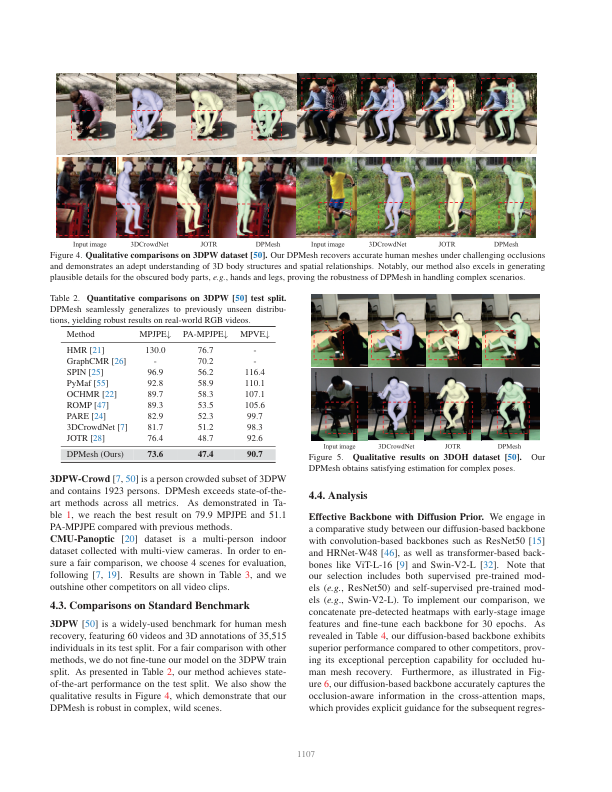 Input image 3DCrowdNet JOTR DPMesh Input image 3DCrowdNet JOTR DPMesh
Figure 4. Qualitative comparisons on 3DPW dataset [50]. Our DPMesh recovers accurate human meshes under challenging occlusions
and demonstrates an adept understanding of 3D body structures and spatial relationships. Notably, our method also excels in generating
plausible details for the obscured body parts, e.g., hands and legs, proving the robustness of DPMesh in handling complex scenarios.
Table 2. Quantitative comparisons on 3DPW [50] test split.
DPMesh seamlessly generalizes to previously unseen distribu-
tions, yielding robust results on real-world RGB videos.
Method MPJPE↓ PA-MPJPE↓ MPVE↓
HMR [21] 130.0 76.7 -
GraphCMR [26] - 70.2 -
SPIN [25] 96.9 56.2 116.4
PyMaf [55] 92.8 58.9 110.1
OCHMR [22] 89.7 58.3 107.1
ROMP [47] 89.3 53.5 105.6
PARE [24] 82.9 52.3 99.7
3DCrowdNet [7] 81.7 51.2 98.3
JOTR [28] 76.4 48.7 92.6
DPMesh (Ours) 73.6 47.4 90.7
3DPW-Crowd [7, 50] is a person crowded subset of 3DPW
and contains 1923 persons. DPMesh exceeds state-of-the-
art methods across all metrics. As demonstrated in Ta-
ble 1, we reach the best result on 79.9 MPJPE and 51.1
PA-MPJPE compared with previous methods.
CMU-Panoptic [20] dataset is a multi-person indoor
dataset collected with multi-view cameras. In order to en-
sure a fair comparison, we choose 4 scenes for evaluation,
following [7, 19]. Results are shown in Table 3, and we
outshine other competitors on all video clips.
4.3. Comparisons on Standard Benchmark
3DPW [50] is a widely-used benchmark for human mesh
recovery, featuring 60 videos and 3D annotations of 35,515
individuals in its test split. For a fair comparison with other
methods, we do not fine-tune our model on the 3DPW train
split. As presented in Table 2, our method achieves state-
of-the-art performance on the test split. We also show the
qualitative results in Figure 4, which demonstrate that our
DPMesh is robust in complex, wild scenes.
Input image 3DCrowdNet JOTR DPMesh
Figure 5. Qualitative results on 3DOH dataset [50]. Our
DPMesh obtains satisfying estimation for complex poses.
4.4. Analysis
Effective Backbone with Diffusion Prior. We engage in
a comparative study between our diffusion-based backbone
with convolution-based backbones such as ResNet50 [15]
and HRNet-W48 [46], as well as transformer-based back-
bones like ViT-L-16 [9] and Swin-V2-L [32]. Note that
our selection includes both supervised pre-trained mod-
els (e.g., ResNet50) and self-supervised pre-trained mod-
els (e.g., Swin-V2-L). To implement our comparison, we
concatenate pre-detected heatmaps with early-stage image
features and fine-tune each backbone for 30 epochs. As
revealed in Table 4, our diffusion-based backbone exhibits
superior performance compared to other competitors, prov-
ing its exceptional perception capability for occluded hu-
man mesh recovery. Furthermore, as illustrated in Fig-
ure 6, our diffusion-based backbone accurately captures the
occlusion-aware information in the cross-attention maps,
which provides explicit guidance for the subsequent regres-
1107